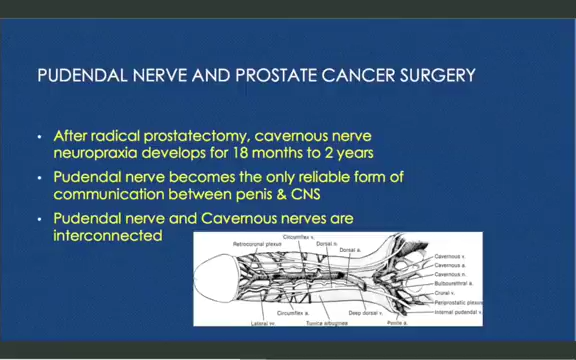 PUDENDAL NERVE AND PROSTATE CANCER SURGERY
• After radical prostatectomy, cavernous nerve
neuropraxia develops for 18 months to 2 years
• Pudendal nerve becomes the only reliable form of
communication between penis & CNS
• Pudendal nerve and Cavernous nerves are
interconnected
Circumflex v.
Retrocoronal plexus
Dorsal n.
Dorsal a.
Cavernous v.
Cavernous a.
Cavernous n.
Bulbourethral a.
Crural v.
Periprostatic plexus
Internal pudendal v.
Lateral
Circumflex a.
Tunica albuginea
Deep dorsal v.
Penile a.